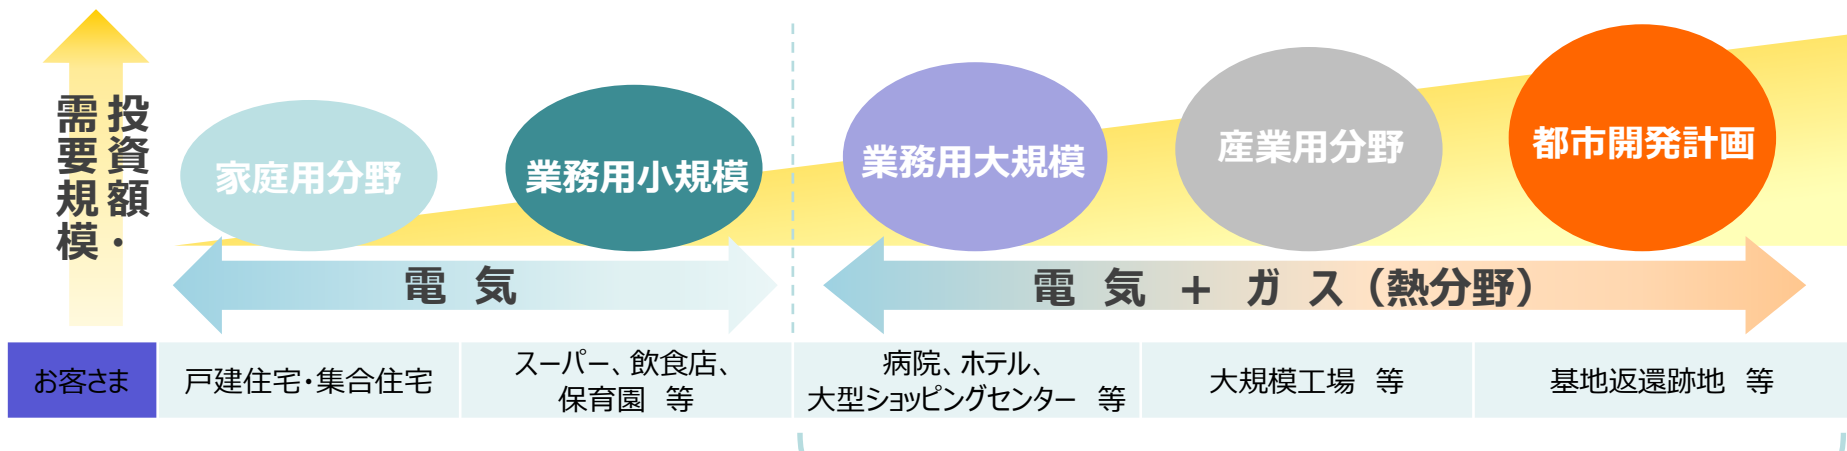 投資額・
需要規模
家庭用分野
業務用小規模
業務用大規模
産業用分野
都市開発計画
電 気
電 気 + ガ ス（熱分野）
お客さま
戸建住宅・集合住宅
スーパー、飲食店、
保育園 等
病院、ホテル、
大型ショッピングセンター 等
大規模工場 等
基地返還跡地 等